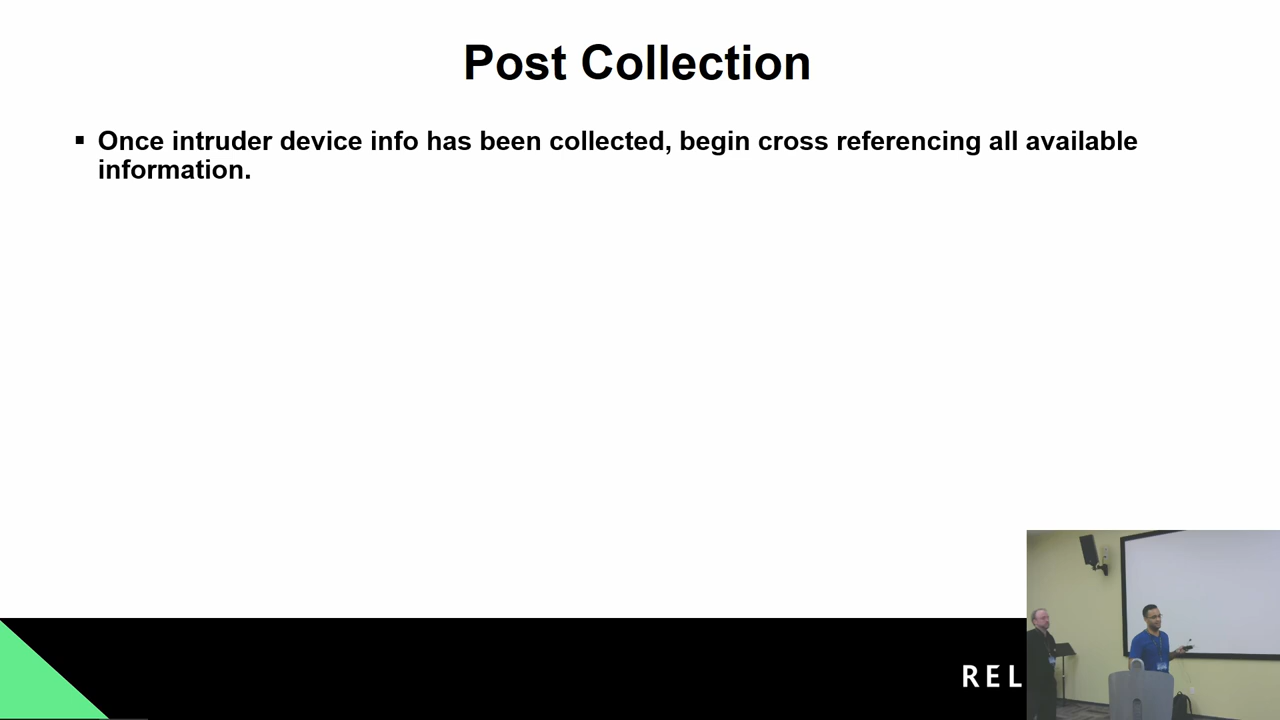 Post Collection
▪ Once intruder device info has been collected, begin cross referencing all available
information.
REL